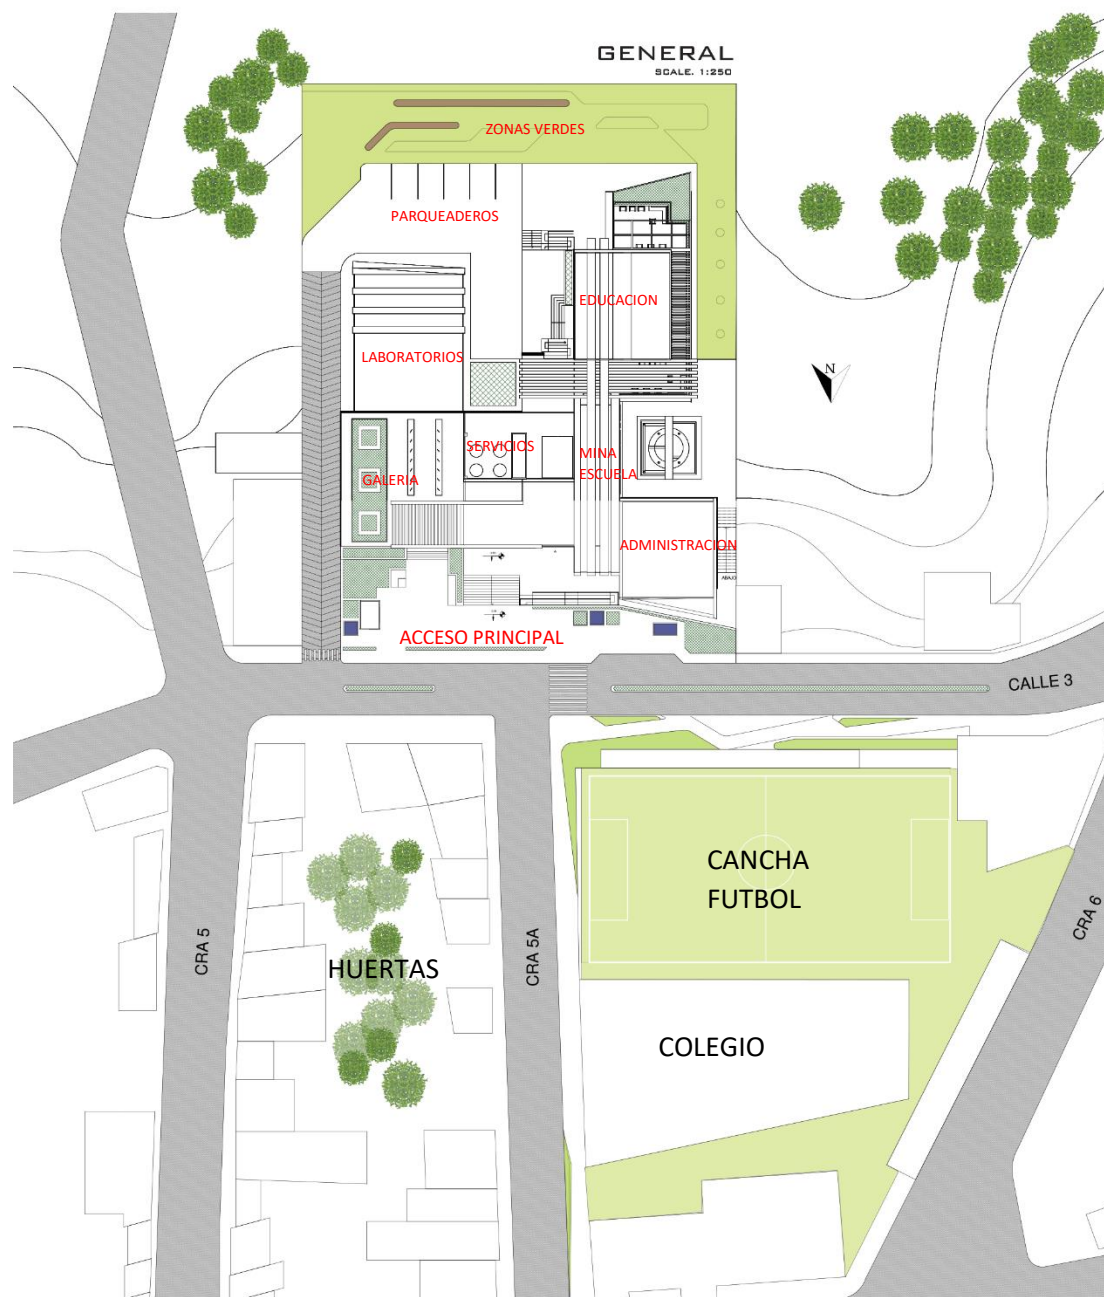 GENERAL
SCALE. 1:250
ZONAS VERDES
PARQUEADEROS
EDUCACION
LABORATORIOS
N
SERVICIOS
MINA
ESCUELA
GALERIA
ADMINISTRACION
ABAJO
ACCESO PRINCIPAL
CALLE 3
CANCHA
FUTBOL
CRA 5
HUERTAS
CRA 5A
CRA 6
COLEGIO